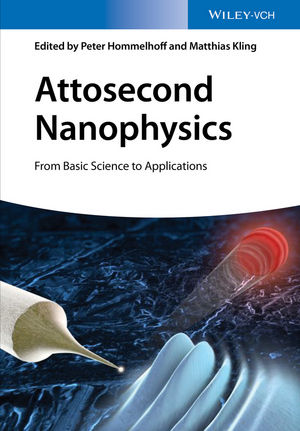 WILEY-VCH
Edited by Peter Hommelhoff and Matthias Kling
Attosecond
Nanophysics
From Basic Science to Applications